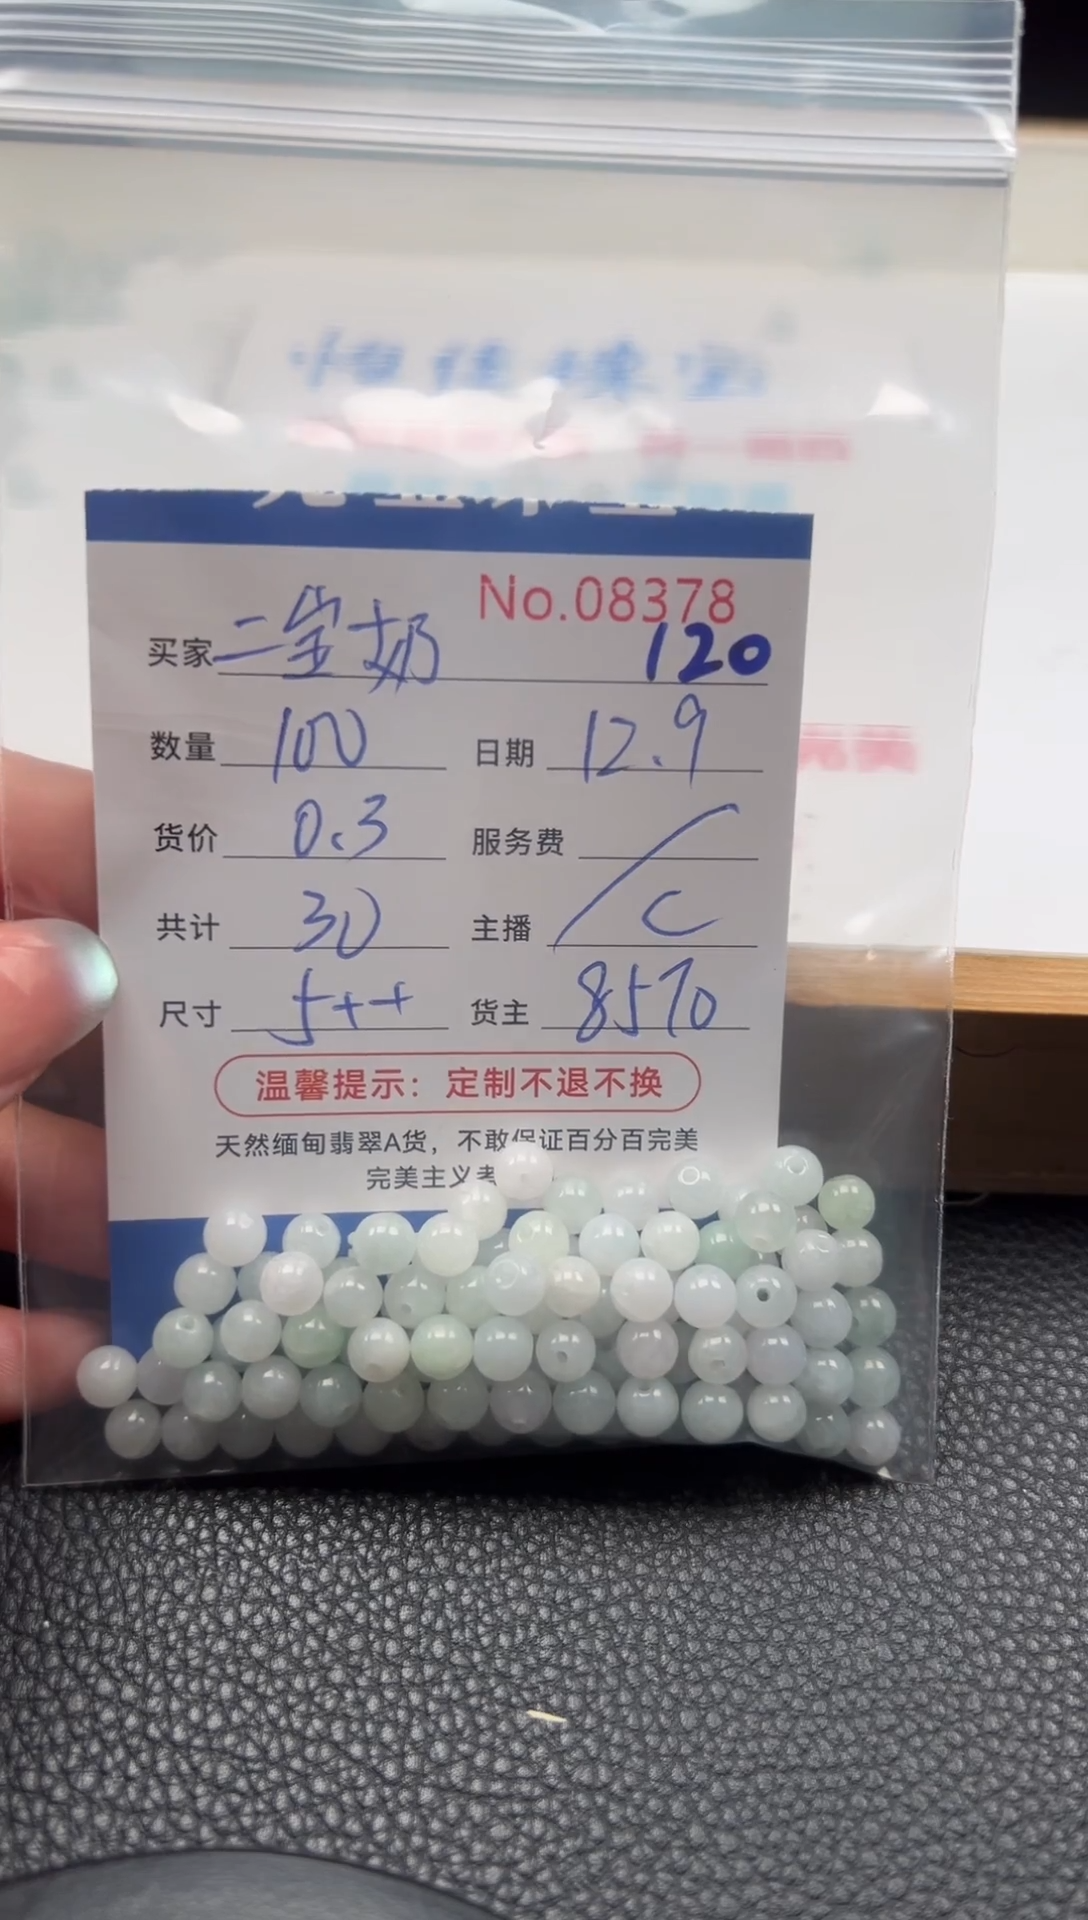 No.08378
买家 二宝奶 120
数量 100 日期 12.9
货价 0.3 服务费 /
共计 30 主播 C
尺寸 5++ 货主 8570
温馨提示：定制不退不换
天然缅甸翡翠A货，不敢保证百分百完美
完美主义者